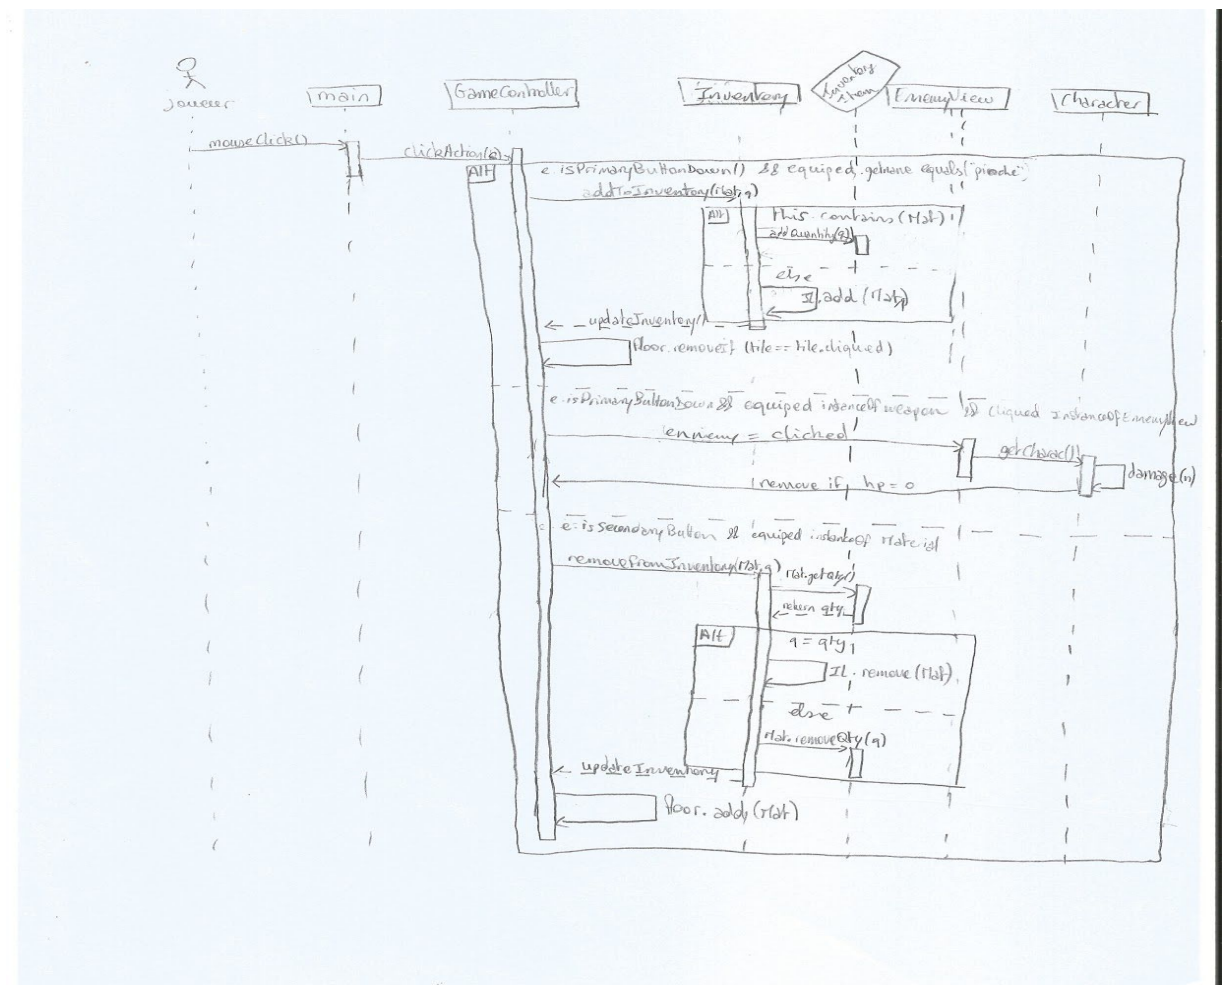 joueur
main
GameController
Inventory
Inventory
Item
EnemyView
Character
mouseClick()
clickAction(e)
Alt
e.isPrimaryButtonDown() && equiped.getname equals("pioche")
addToInventory(Mat,q)
Alt
this.contains(Mat)
addQuantity(q)
else
IL.add(Mat)
updateInventory()
floor.removeif (tile==tile.cliqued)
e.isPrimaryButtonDown && equiped instanceOf weapon && cliqued InstanceOf EnemyView
ennemy = clicked
getCharac()
damage(n)
remove if hp=0
e.isSecondaryButton && equiped instanceOf Material
removeFromInventory(Mat,q)
Mat.getQty()
return qty
Alt
q = qty
IL.remove(Mat)
else
Mat.removeQty(q)
updateInventory
floor.add(Mat)